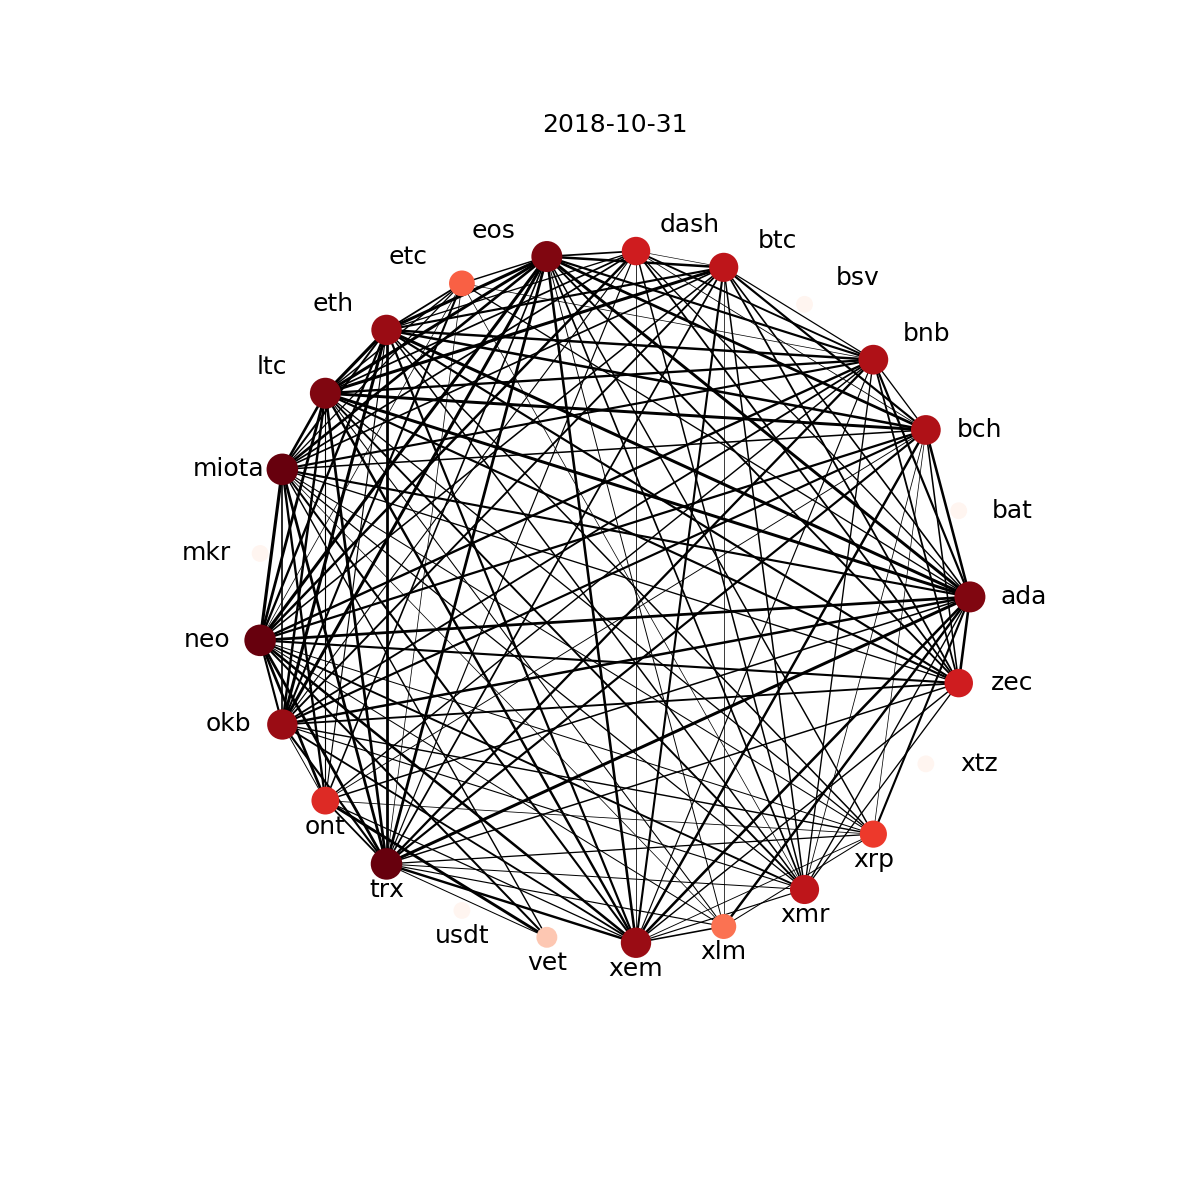 2018-10-31
dash
eos
btc
etc
bsv
eth
bnb
ltc
bch
miota
bat
mkr
ada
neo
zec
okb
xtz
ont
xrp
trx
xmr
usdt
xlm
vet
xem